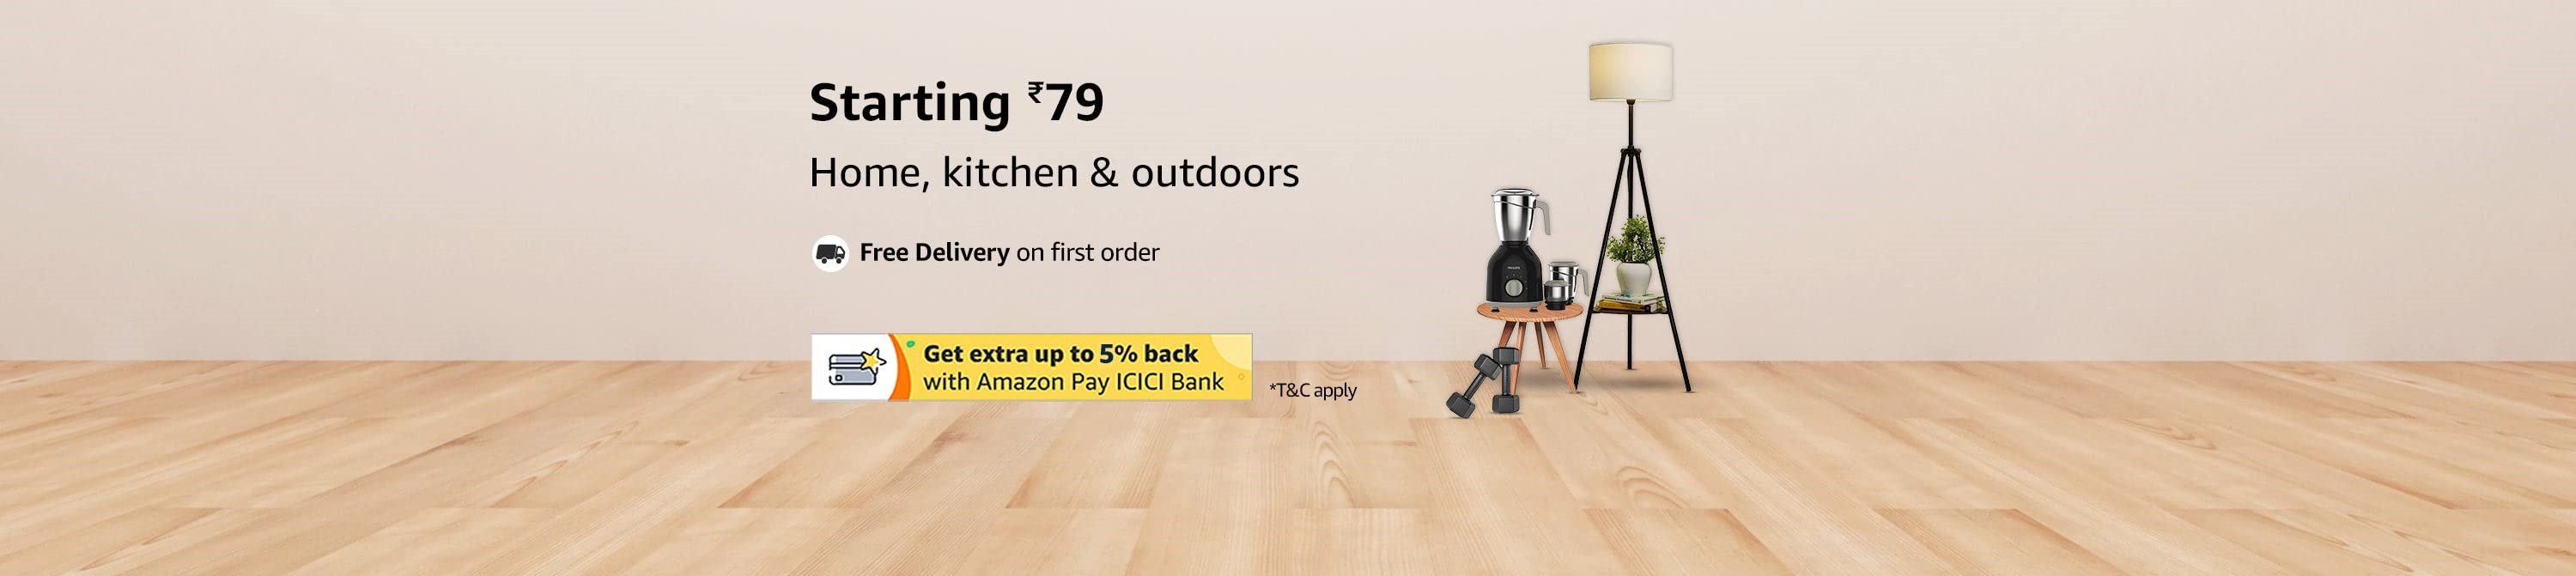 Starting ₹79
Home, kitchen & outdoors
Free Delivery on first order
Get extra up to 5% back
with Amazon Pay ICICI Bank
*T&C apply
PHILIPS